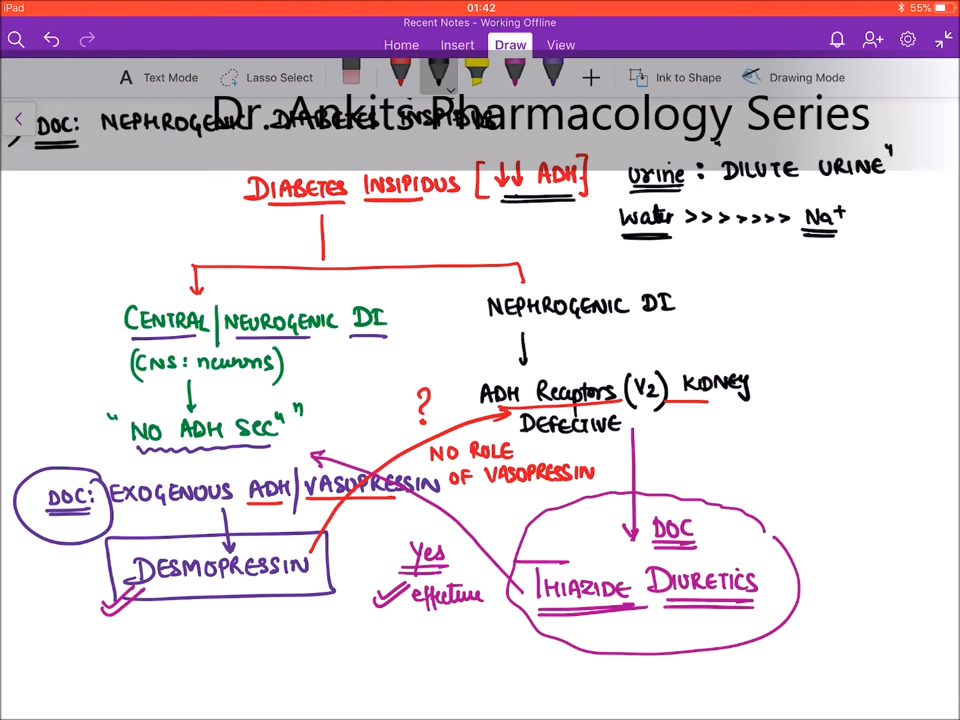 iPad
01:42
55%
Recent Notes - Working Offline
Home Insert Draw View
Text Mode Lasso Select Ink to Shape Drawing Mode
Dr. Ankits Pharmacology Series
DOC: NEPHROGENIC DIABETES INSIPIDUS
DIABETES INSIPIDUS [↓↓ ADH]
Urine : DILUTE URINE"
Water >>>>>>> Na+
CENTRAL|NEUROGENIC DI
(CNS: neurons)
"NO ADH SECn"
DOC: EXOGENOUS ADH/VASOPRESSIN
DESMOPRESSIN
NEPHROGENIC DI
ADH Receptors (V2) KIDNEY
DEFECTIVE
?
NO ROLE
OF VASOPRESSIN
Yes
effective
DOC
THIAZIDE DIURETICS